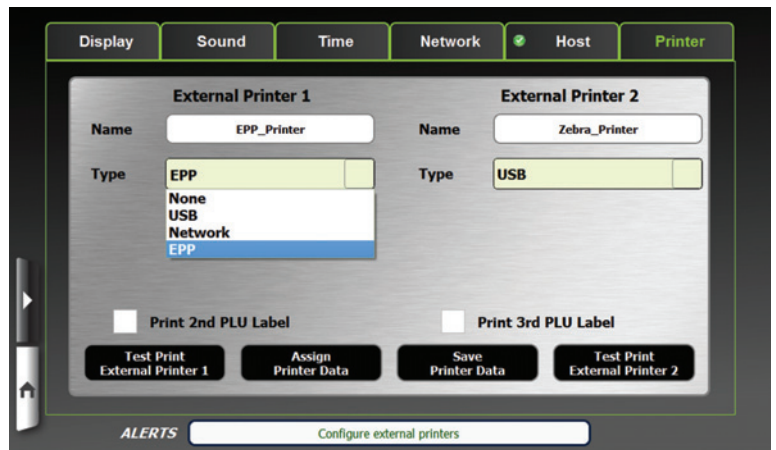 Display Sound Time Network Host Printer
External Printer 1 External Printer 2
Name EPP_Printer Name Zebra_Printer
Type EPP Type USB
None
USB
Network
EPP
Print 2nd PLU Label Print 3rd PLU Label
Test Print Assign Save Test Print
External Printer 1 Printer Data Printer Data External Printer 2
ALERTS Configure external printers